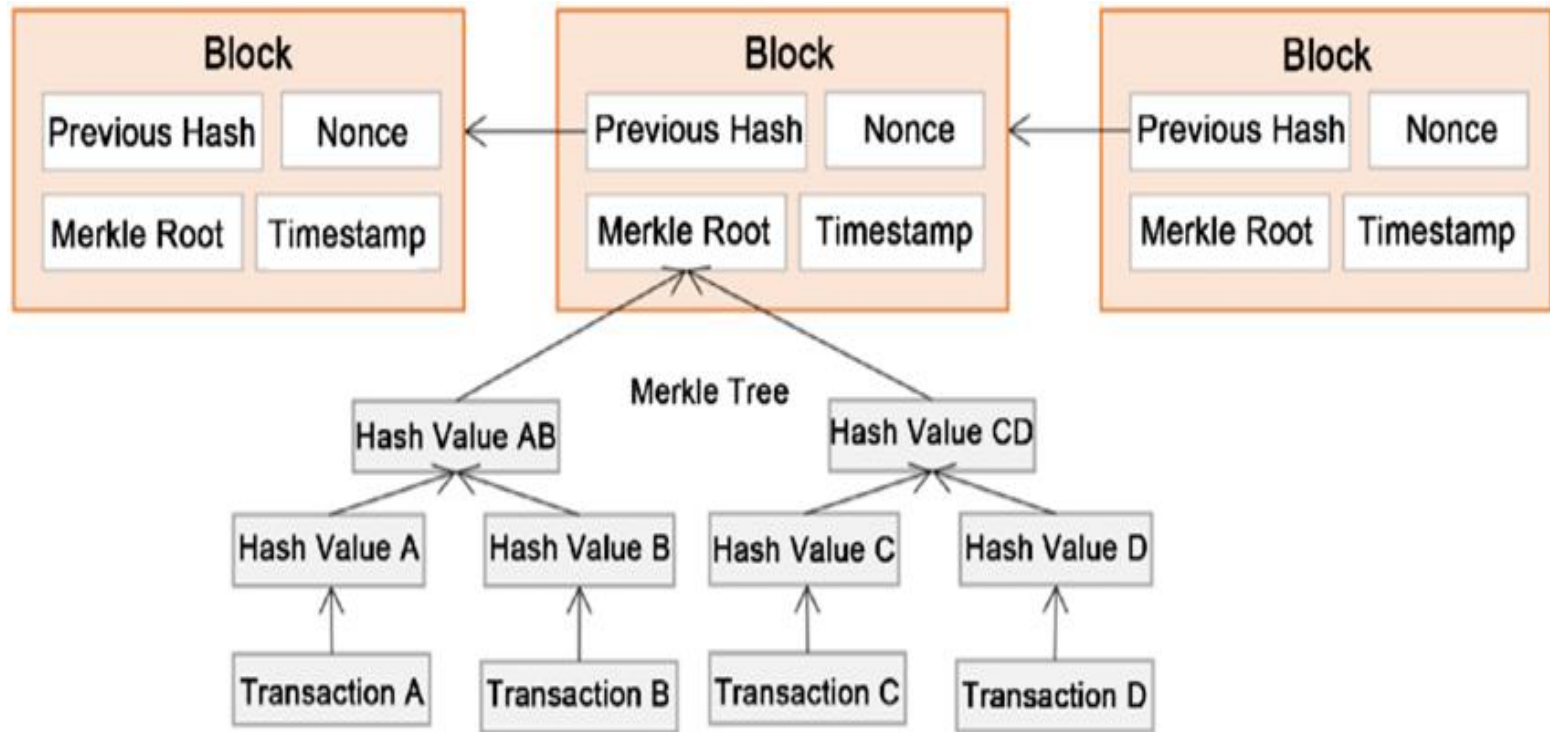 Block
Block
Block
Previous Hash
Nonce
Previous Hash
Nonce
Previous Hash
Nonce
Merkle Root
Timestamp
Merkle Root
Timestamp
Merkle Root
Timestamp
Merkle Tree
Hash Value AB
Hash Value CD
Hash Value A
Hash Value B
Hash Value C
Hash Value D
Transaction A
Transaction B
Transaction C
Transaction D